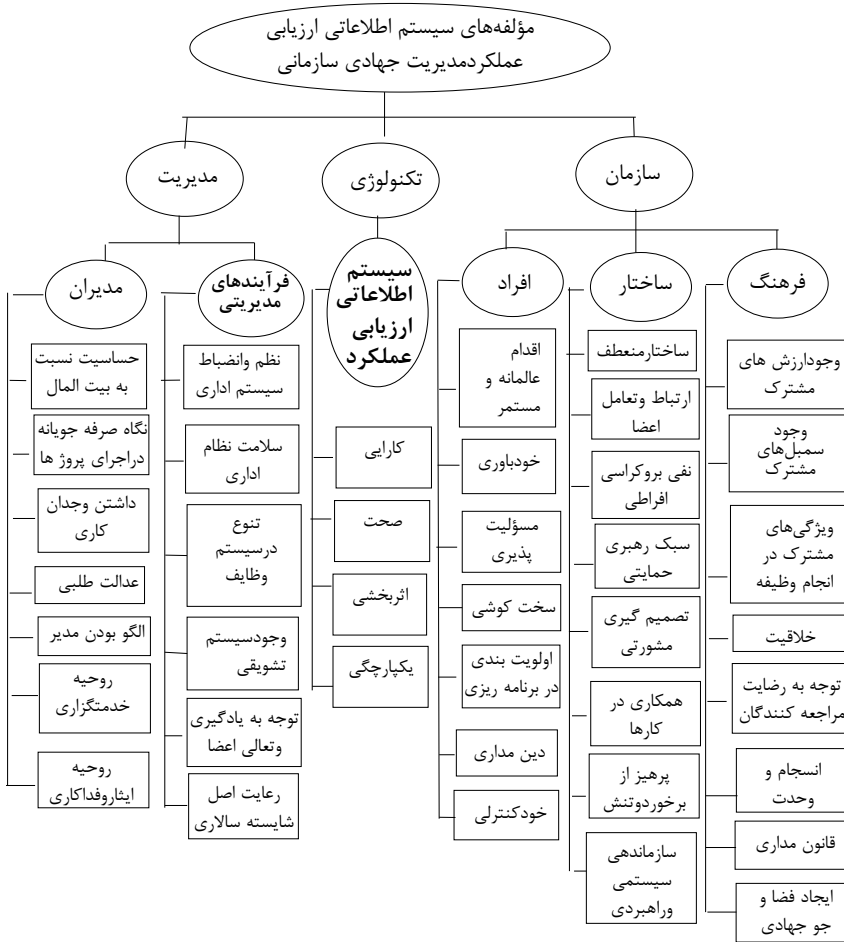 مؤلفه‌های سیستم اطلاعاتی ارزیابی
عملکردمدیریت جهادی سازمانی
سازمان
تکنولوژی
مدیریت
فرهنگ
وجودارزش های
مشترک
وجود
سمبل‌های
مشترک
ویژگی‌های
مشترک در
انجام وظیفه
خلاقیت
توجه به رضایت
مراجعه کنندگان
انسجام و
وحدت
قانون مداری
ایجاد فضا و
جو جهادی
ساختار
ساختارمنعطف
ارتباط وتعامل
اعضا
نفی بروکراسی
افراطی
سبک رهبری
حمایتی
تصمیم گیری
مشورتی
همکاری در
کارها
پرهیز از
برخوردوتنش
سازماندهی
سیستمی
وراهبردی
افراد
اقدام
عالمانه و
مستمر
خودباوری
مسؤلیت
پذیری
سخت کوشی
اولویت بندی
در برنامه ریزی
دین مداری
خودکنترلی
سیستم
اطلاعاتی
ارزیابی
عملکرد
کارایی
صحت
اثربخشی
یکپارچگی
فرآیندهای
مدیریتی
نظم وانضباط
سیستم اداری
سلامت نظام
اداری
تنوع
درسیستم
وظایف
وجودسیستم
تشویقی
توجه به یادگیری
وتعالی اعضا
رعایت اصل
شایسته سالاری
مدیران
حساسیت نسبت
به بیت المال
نگاه صرفه جویانه
دراجرای پروژ ها
داشتن وجدان
کاری
عدالت طلبی
الگو بودن مدیر
روحیه
خدمتگزاری
روحیه
ایثاروفداکاری